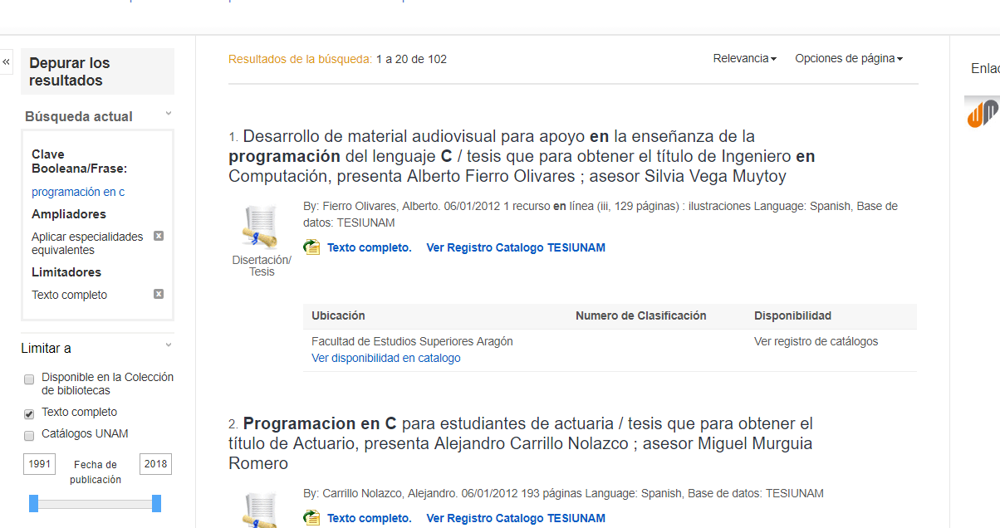 «
Depurar los
resultados
Búsqueda actual
Clave
Booleana/Frase:
programación en c
Ampliadores
Aplicar especialidades
equivalentes
Limitadores
Texto completo
Limitar a
Disponible en la Colección
de bibliotecas
Texto completo
Catálogos UNAM
1991 Fecha de 2018
publicación
Resultados de la búsqueda: 1 a 20 de 102
Relevancia Opciones de página
1. Desarrollo de material audiovisual para apoyo en la enseñanza de la
programación del lenguaje C / tesis que para obtener el título de Ingeniero en
Computación, presenta Alberto Fierro Olivares ; asesor Silvia Vega Muytoy
Disertación/
Tesis
By: Fierro Olivares, Alberto. 06/01/2012 1 recurso en línea (iii, 129 páginas) : ilustraciones Language: Spanish, Base de
datos: TESIUNAM
Texto completo. Ver Registro Catalogo TESIUNAM
Ubicación Numero de Clasificación Disponibilidad
Facultad de Estudios Superiores Aragón Ver registro de catálogos
Ver disponibilidad en catalogo
2. Programacion en C para estudiantes de actuaria / tesis que para obtener el
título de Actuario, presenta Alejandro Carrillo Nolazco ; asesor Miguel Murguia
Romero
By: Carrillo Nolazco, Alejandro. 06/01/2012 193 páginas Language: Spanish, Base de datos: TESIUNAM
Texto completo. Ver Registro Catalogo TESIUNAM
Enlac